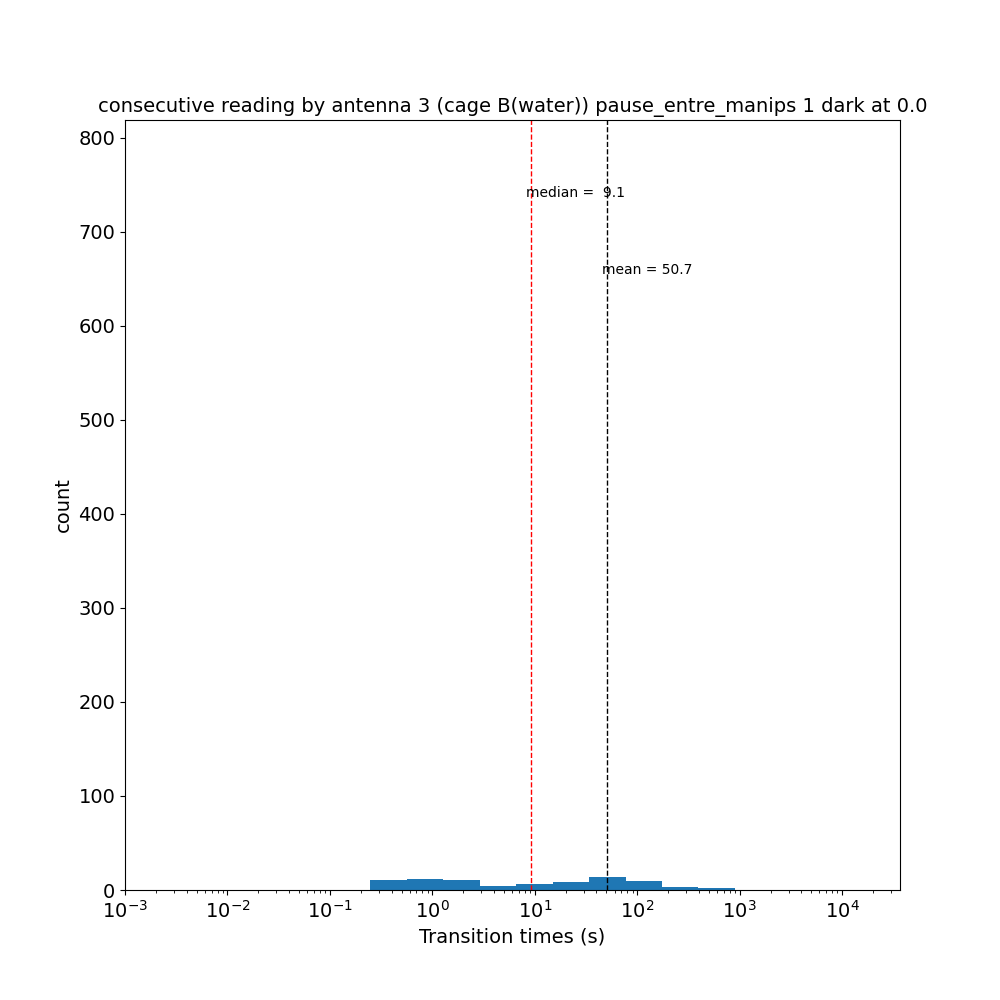 consecutive reading by antenna 3 (cage B(water)) pause_entre_manips 1 dark at 0.0
800
median =  9.1
700
mean = 50.7
600
500
count
400
300
200
100
0
10⁻³ 10⁻² 10⁻¹ 10⁰ 10¹ 10² 10³ 10⁴
Transition times (s)